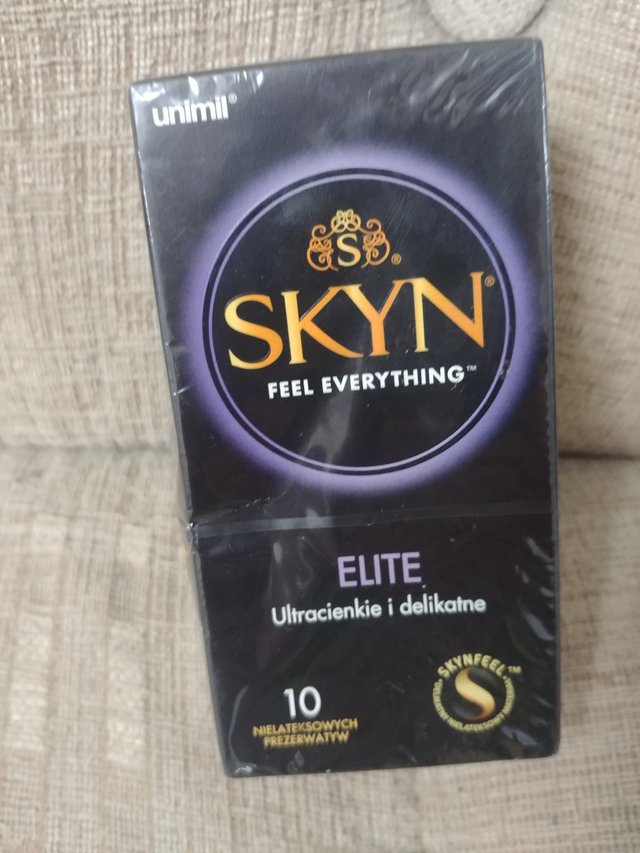 unimil®
S®
SKYN®
FEEL EVERYTHING™
ELITE
Ultracienkie i delikatne
SKYNFEEL™
10
NIELATEKSOWYCH
PREZERWATYW